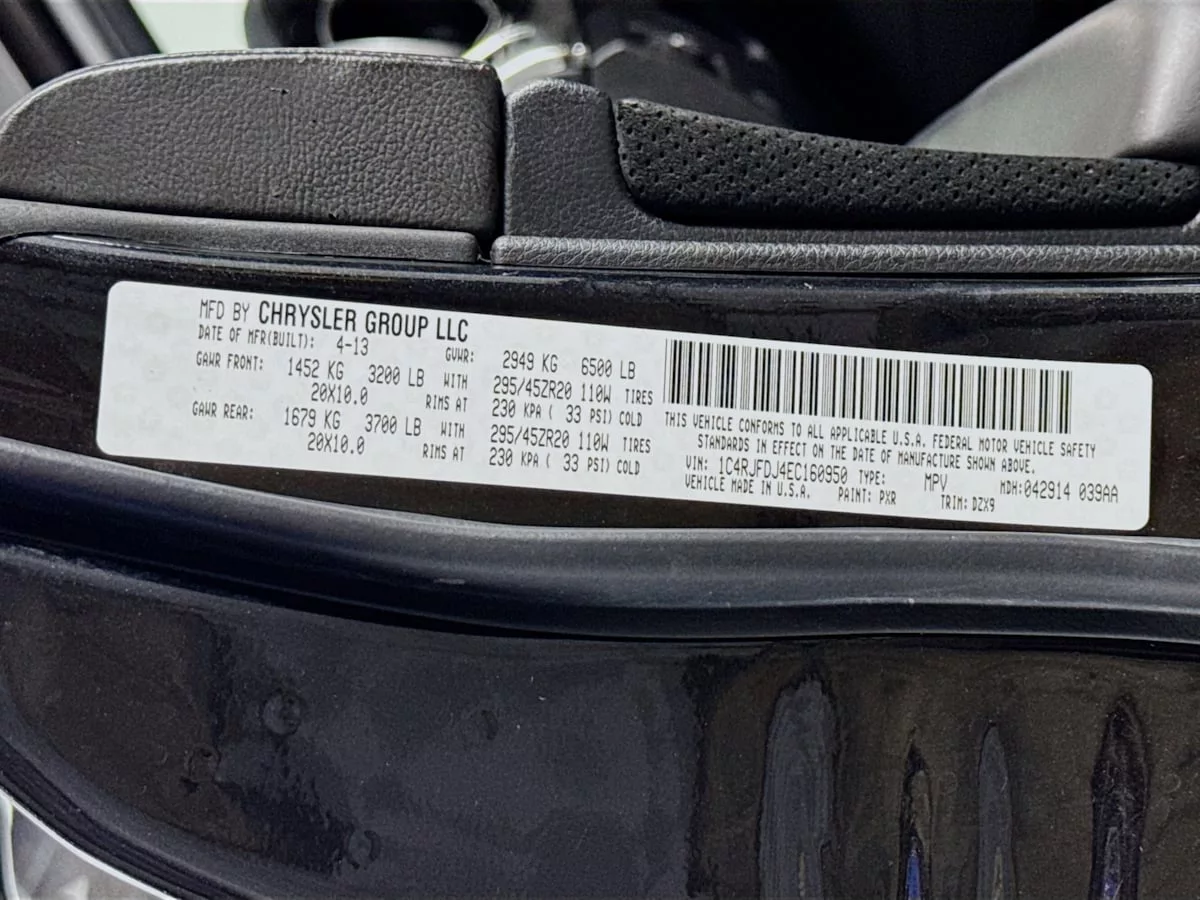 MFD BY CHRYSLER GROUP LLC
DATE OF MFR(BUILT): 4-13 GVWR: 2949 KG 6500 LB
GAWR FRONT: 1452 KG 3200 LB WITH 295/45ZR20 110W TIRES
20X10.0 RIMS AT 230 KPA ( 33 PSI) COLD
GAWR REAR: 1679 KG 3700 LB WITH 295/45ZR20 110W TIRES
20X10.0 RIMS AT 230 KPA ( 33 PSI) COLD
THIS VEHICLE CONFORMS TO ALL APPLICABLE U.S.A. FEDERAL MOTOR VEHICLE SAFETY
STANDARDS IN EFFECT ON THE DATE OF MANUFACTURE SHOWN ABOVE.
VIN: 1C4RJFDJ4EC160950 TYPE: MPV MDH:042914 039AA
VEHICLE MADE IN U.S.A. PAINT: PXR TRIM: DZX9